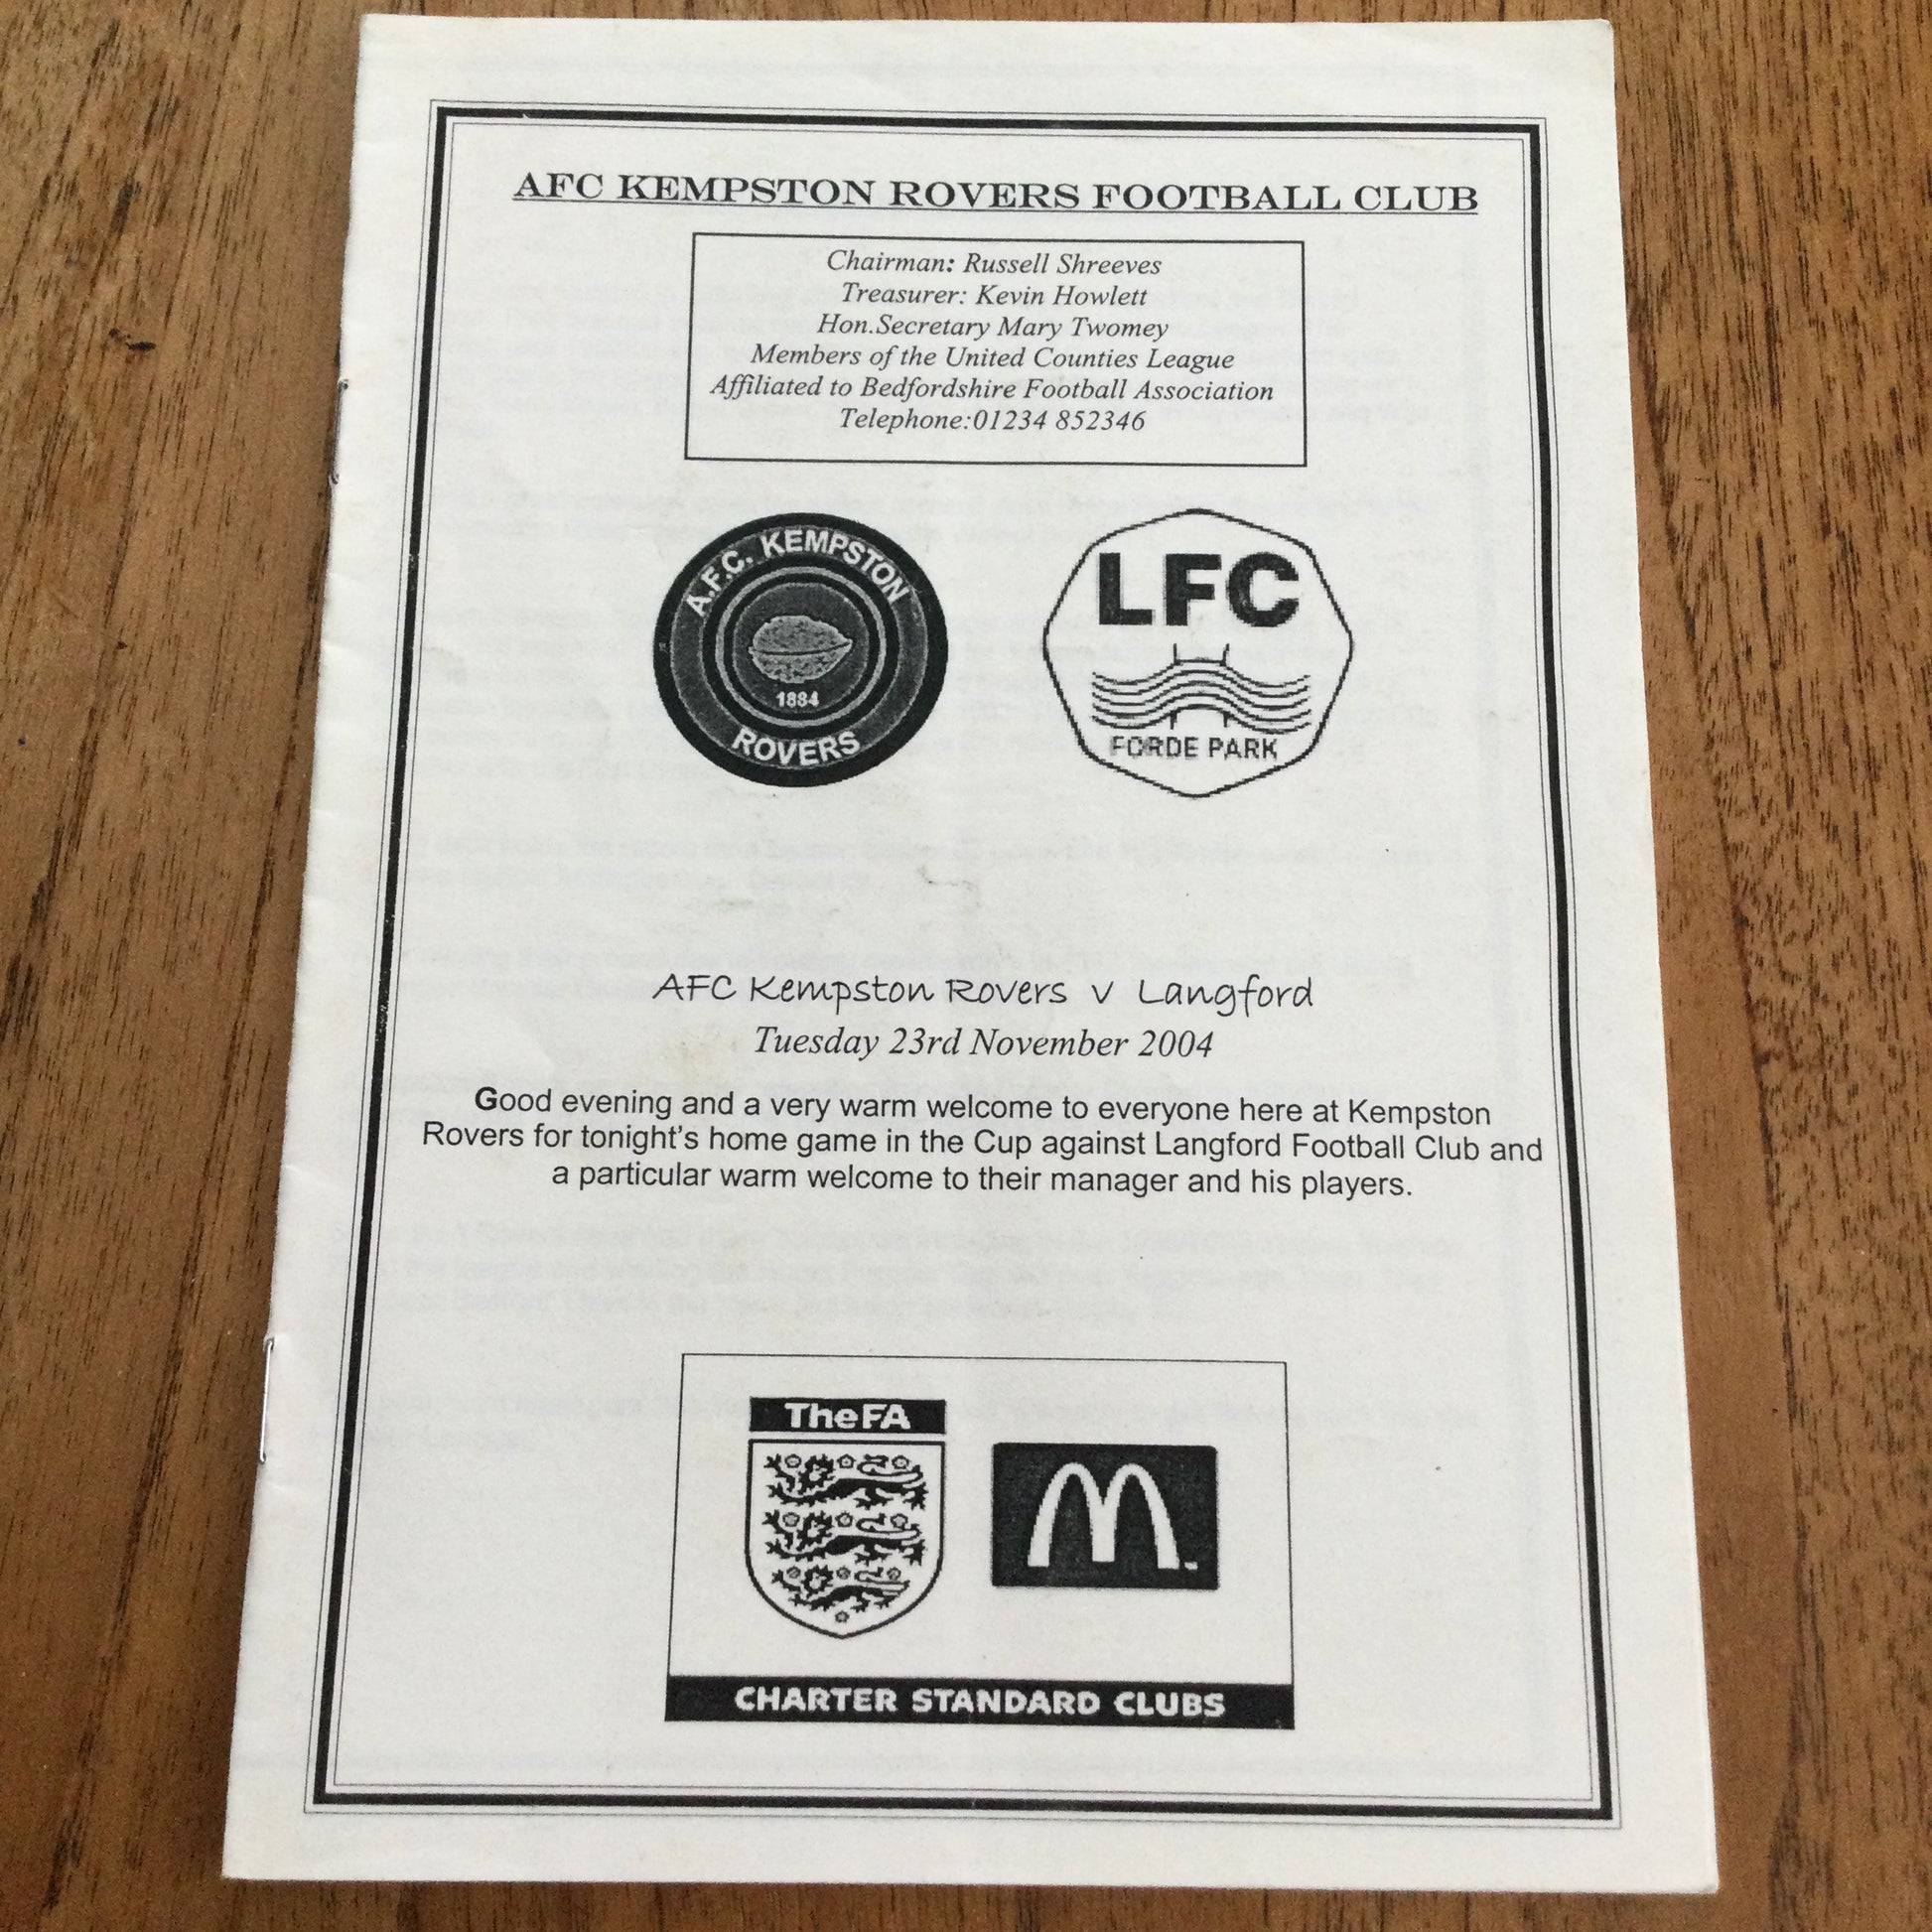 AFC KEMPSTON ROVERS FOOTBALL CLUB
Chairman: Russell Shreeves
Treasurer: Kevin Howlett
Hon.Secretary Mary Twomey
Members of the United Counties League
Affiliated to Bedfordshire Football Association
Telephone:01234 852346
A.F.C. KEMPSTON
1884
ROVERS
LFC
FORDE PARK
AFC Kempston Rovers v Langford
Tuesday 23rd November 2004
Good evening and a very warm welcome to everyone here at Kempston
Rovers for tonight's home game in the Cup against Langford Football Club and
a particular warm welcome to their manager and his players.
The FA
M
CHARTER STANDARD CLUBS